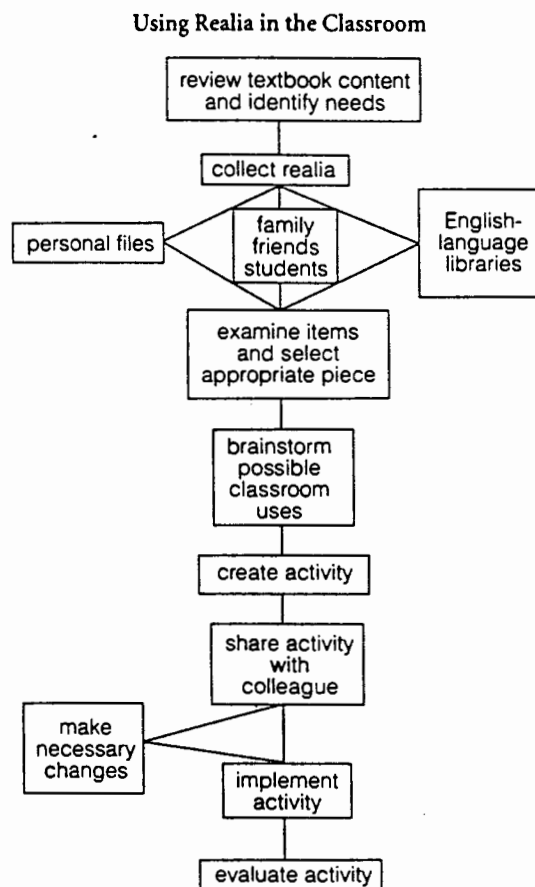 Using Realia in the Classroom
review textbook content
and identify needs
collect realia
personal files
family
friends
students
English-
language
libraries
examine items
and select
appropriate piece
brainstorm
possible
classroom
uses
create activity
share activity
with
colleague
make
necessary
changes
implement
activity
evaluate activity